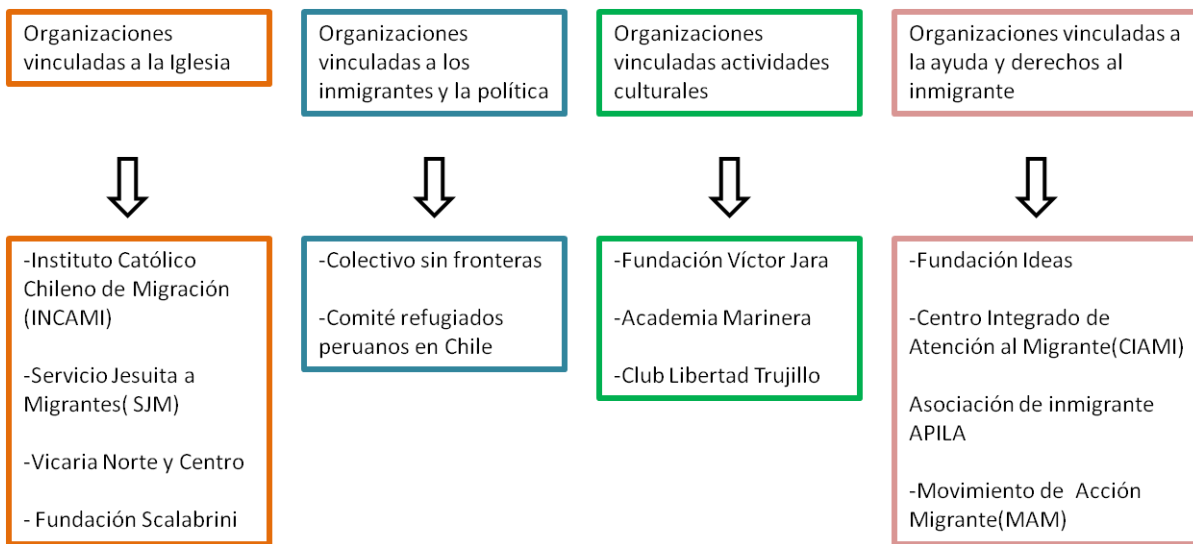 Organizaciones
vinculadas a la Iglesia
Organizaciones
vinculadas a los
inmigrantes y la política
Organizaciones
vinculadas actividades
culturales
Organizaciones vinculadas a
la ayuda y derechos al
inmigrante
-Instituto Católico
Chileno de Migración
(INCAMI)
-Servicio Jesuita a
Migrantes( SJM)
-Vicaria Norte y Centro
- Fundación Scalabrini
-Colectivo sin fronteras
-Comité refugiados
peruanos en Chile
-Fundación Víctor Jara
-Academia Marinera
-Club Libertad Trujillo
-Fundación Ideas
-Centro Integrado de
Atención al Migrante(CIAMI)
Asociación de inmigrante
APILA
-Movimiento de  Acción
Migrante(MAM)